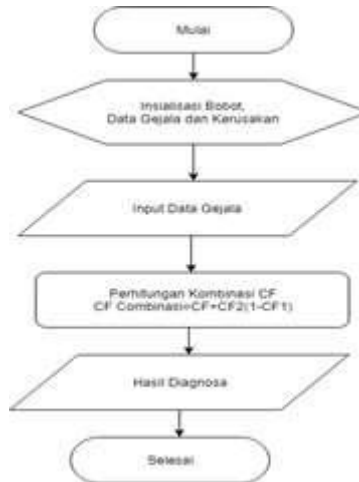 Mulai
Insialisasi Bobot,
Data Gejala dan Kerusakan
Input Data Gejala
Perhitungan Kombinasi CF
CF Combinasi=CF+CF2(1-CF1)
Hasil Diagnosa
Selesai